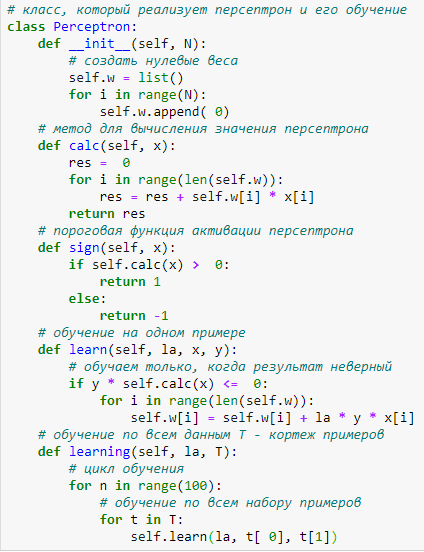 # класс, который реализует персептрон и его обучение
class Perceptron:
    def __init__(self, N):
        # создать нулевые веса
        self.w = list()
        for i in range(N):
            self.w.append( 0)
    # метод для вычисления значения персептрона
    def calc(self, x):
        res =  0
        for i in range(len(self.w)):
            res = res + self.w[i] * x[i]
        return res
    # пороговая функция активации персептрона
    def sign(self, x):
        if self.calc(x) >  0:
            return 1
        else:
            return -1
    # обучение на одном примере
    def learn(self, la, x, y):
        # обучаем только, когда результат неверный
        if y * self.calc(x) <=  0:
            for i in range(len(self.w)):
                self.w[i] = self.w[i] + la * y * x[i]
    # обучение по всем данным T - кортеж примеров
    def learning(self, la, T):
        # цикл обучения
        for n in range(100):
            # обучение по всему набору примеров
            for t in T:
                self.learn(la, t[ 0], t[1])